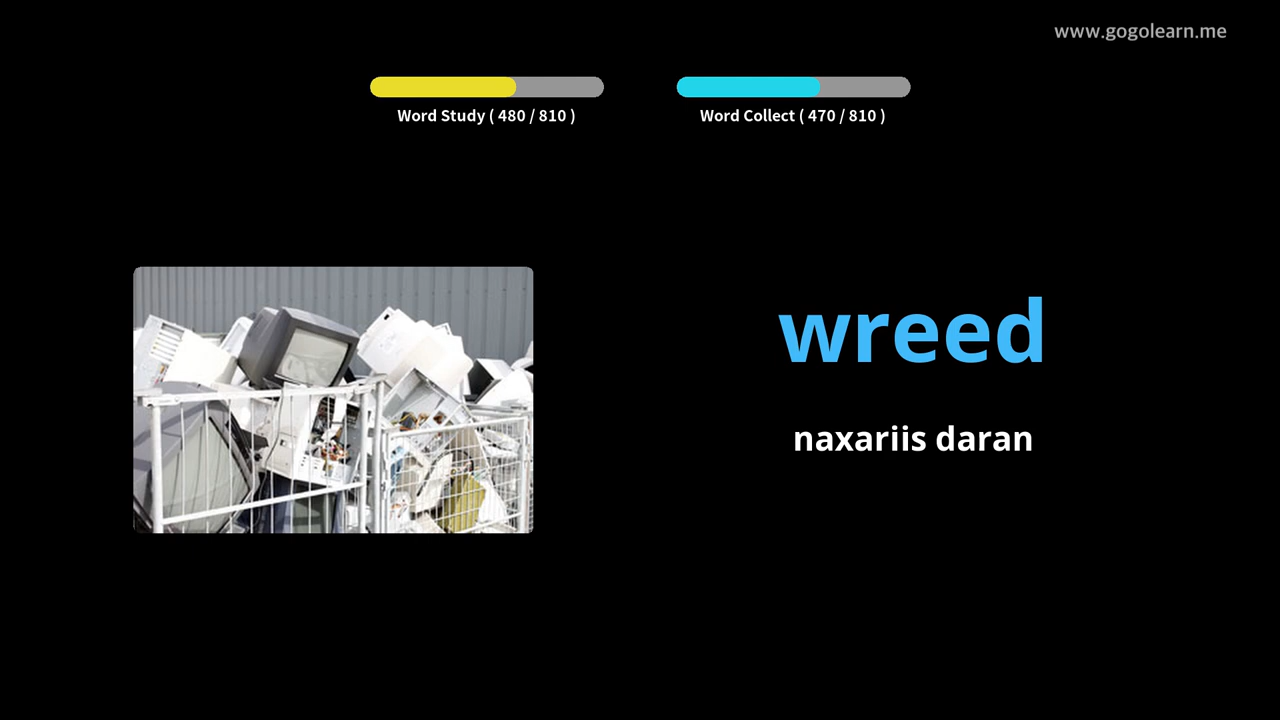 www.gogolearn.me
Word Study ( 480 / 810 )
Word Collect ( 470 / 810 )
wreed
naxariis daran